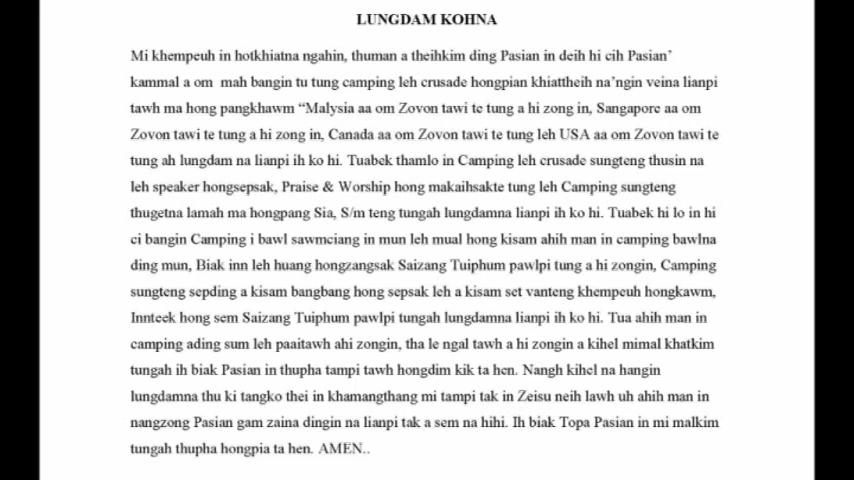 LUNGDAM KOHNA
Mi khempeuh in hotkhiatna ngahin, thuman a theihkim ding Pasian in deih hi cih Pasian’
kammal a om mah bangin tu tung camping leh crusade hongpian khiattheih na’ngin veina lianpi
tawh ma hong pangkhawm “Malysia aa om Zovon tawi te tung a hi zong in, Sangapore aa om
Zovon tawi te tung a hi zong in, Canada aa om Zovon tawi te tung leh USA aa om Zovon tawi te
tung ah lungdam na lianpi ih ko hi. Tuabek thamlo in Camping leh crusade sungteng thusin na
leh speaker hongsepsak, Praise & Worship hong makaihsakte tung leh Camping sungteng
thugetna lamah ma hongpang Sia, S/m teng tungah lungdamna lianpi ih ko hi. Tuabek hi lo in hi
ci bangin Camping i bawl sawmciang in mun leh mual hong kisam ahih man in camping bawlna
ding mun, Biak inn leh huang hongzangsak Saizang Tuiphum pawlpi tung a hi zongin, Camping
sungteng sepding a kisam bangbang hong sepsak leh a kisam set vanteng khempeuh hongkawm,
Innteek hong sem Saizang Tuiphum pawlpi tungah lungdamna lianpi ih ko hi. Tua ahih man in
camping ading sum leh paaitawh ahi zongin, tha le ngal tawh a hi zongin a kihel mimal khatkim
tungah ih biak Pasian in thupha tampi tawh hongdim kik ta hen. Nangh kihel na hangin
lungdamna thu ki tangko thei in khamangthang mi tampi tak in Zeisu neih lawh uh ahih man in
nangzong Pasian gam zaina dingin na lianpi tak a sem na hihi. Ih biak Topa Pasian in mi malkim
tungah thupha hongpia ta hen. AMEN..